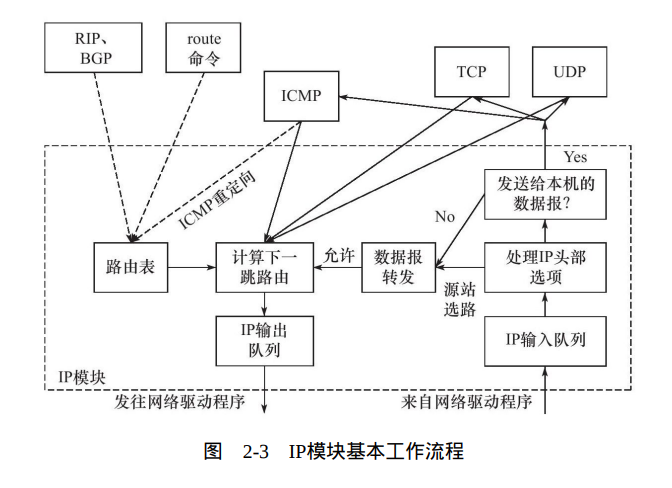 RIP、
BGP
route
命令
TCP
UDP
ICMP
Yes
发送给本机的
数据报？
ICMP重定向
No
路由表
计算下一
跳路由
允许
数据报
转发
处理IP头部
选项
源站
选路
IP输出
队列
IP输入队列
IP模块
发往网络驱动程序
来自网络驱动程序
图 2-3 IP模块基本工作流程